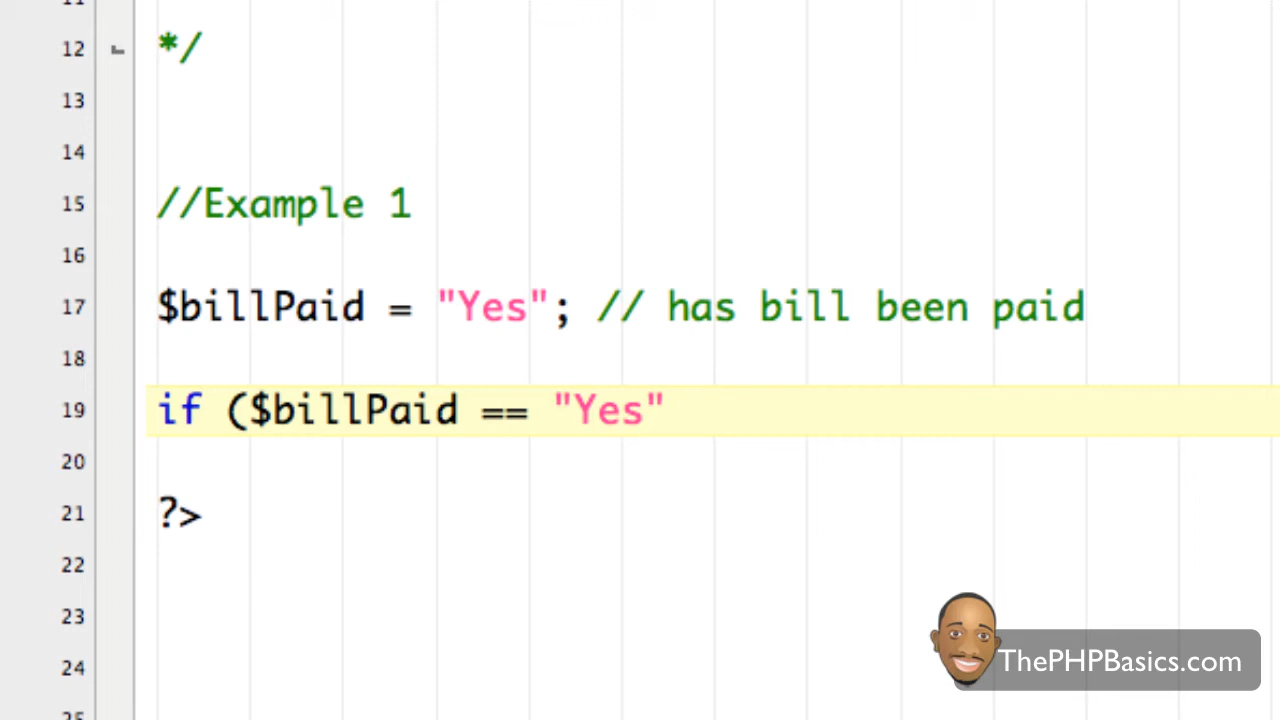 12 */
13
14
15 //Example 1
16
17 $billPaid = "Yes"; // has bill been paid
18
19 if ($billPaid == "Yes"
20
21 ?>
22
23
24
ThePHPBasics.com